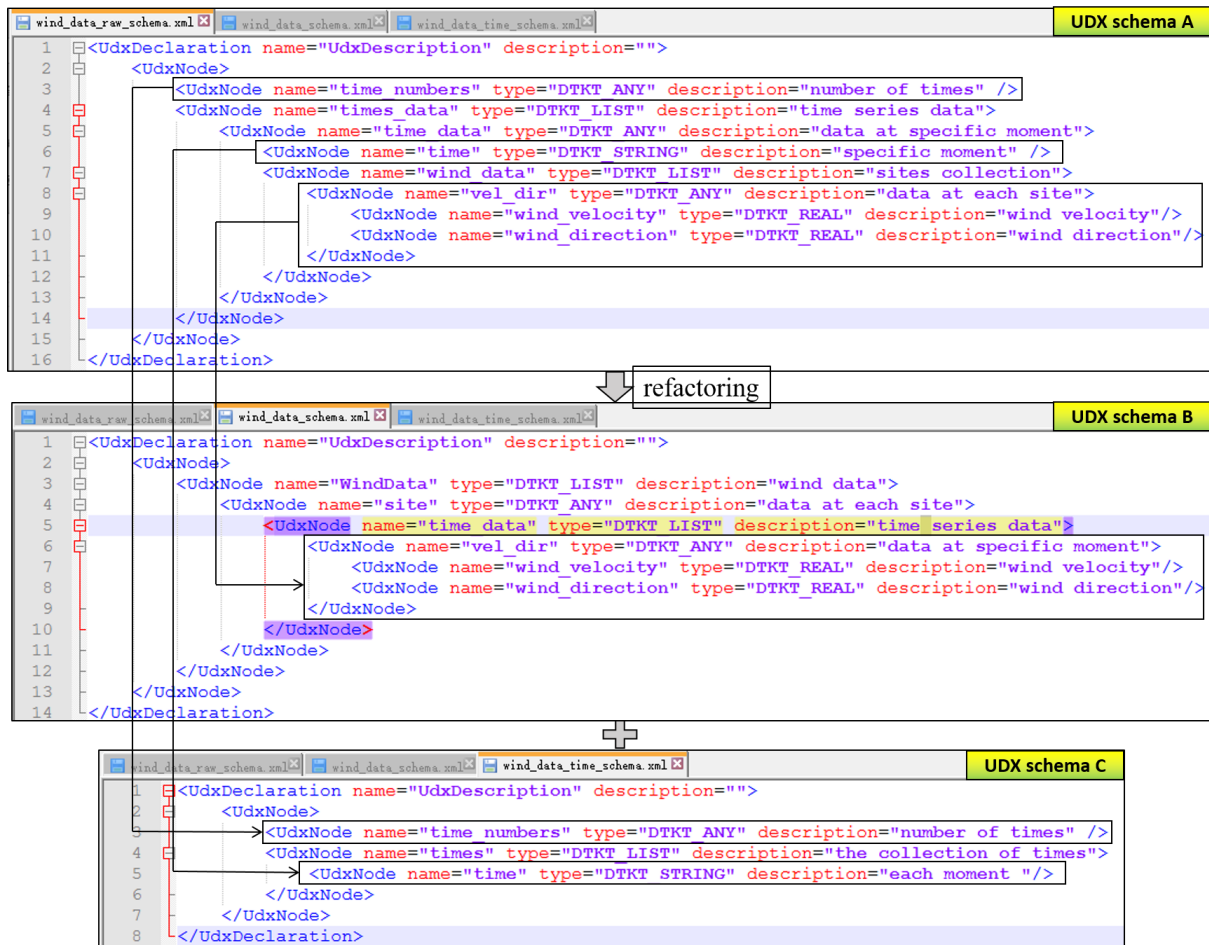 wind_data_raw_schema.xml wind_data_schema.xml wind_data_time_schema.xml UDX schema A
1 <UdxDeclaration name="UdxDescription" description="">
2 <UdxNode>
3 <UdxNode name="time_numbers" type="DTKT_ANY" description="number of times" />
4 <UdxNode name="times_data" type="DTKT_LIST" description="time series data">
5 <UdxNode name="time_data" type="DTKT_ANY" description="data at specific moment">
6 <UdxNode name="time" type="DTKT_STRING" description="specific moment" />
7 <UdxNode name="wind_data" type="DTKT_LIST" description="sites collection">
8 <UdxNode name="vel_dir" type="DTKT_ANY" description="data at each site">
9 <UdxNode name="wind_velocity" type="DTKT_REAL" description="wind velocity"/>
10 <UdxNode name="wind_direction" type="DTKT_REAL" description="wind direction"/>
11 </UdxNode>
12 </UdxNode>
13 </UdxNode>
14 </UdxNode>
15 </UdxNode>
16 </UdxDeclaration>
refactoring
wind_data_raw_schema.xml wind_data_schema.xml wind_data_time_schema.xml UDX schema B
1 <UdxDeclaration name="UdxDescription" description="">
2 <UdxNode>
3 <UdxNode name="WindData" type="DTKT_LIST" description="wind data">
4 <UdxNode name="site" type="DTKT_ANY" description="data at each site">
5 <UdxNode name="time_data" type="DTKT_LIST" description="time series data">
6 <UdxNode name="vel_dir" type="DTKT_ANY" description="data at specific moment">
7 <UdxNode name="wind_velocity" type="DTKT_REAL" description="wind velocity"/>
8 <UdxNode name="wind_direction" type="DTKT_REAL" description="wind direction"/>
9 </UdxNode>
10 </UdxNode>
11 </UdxNode>
12 </UdxNode>
13 </UdxNode>
14 </UdxDeclaration>
wind_data_raw_schema.xml wind_data_schema.xml wind_data_time_schema.xml UDX schema C
1 <UdxDeclaration name="UdxDescription" description="">
2 <UdxNode>
3 <UdxNode name="time_numbers" type="DTKT_ANY" description="number of times" />
4 <UdxNode name="times" type="DTKT_LIST" description="the collection of times">
5 <UdxNode name="time" type="DTKT_STRING" description="each moment "/>
6 </UdxNode>
7 </UdxNode>
8 </UdxDeclaration>